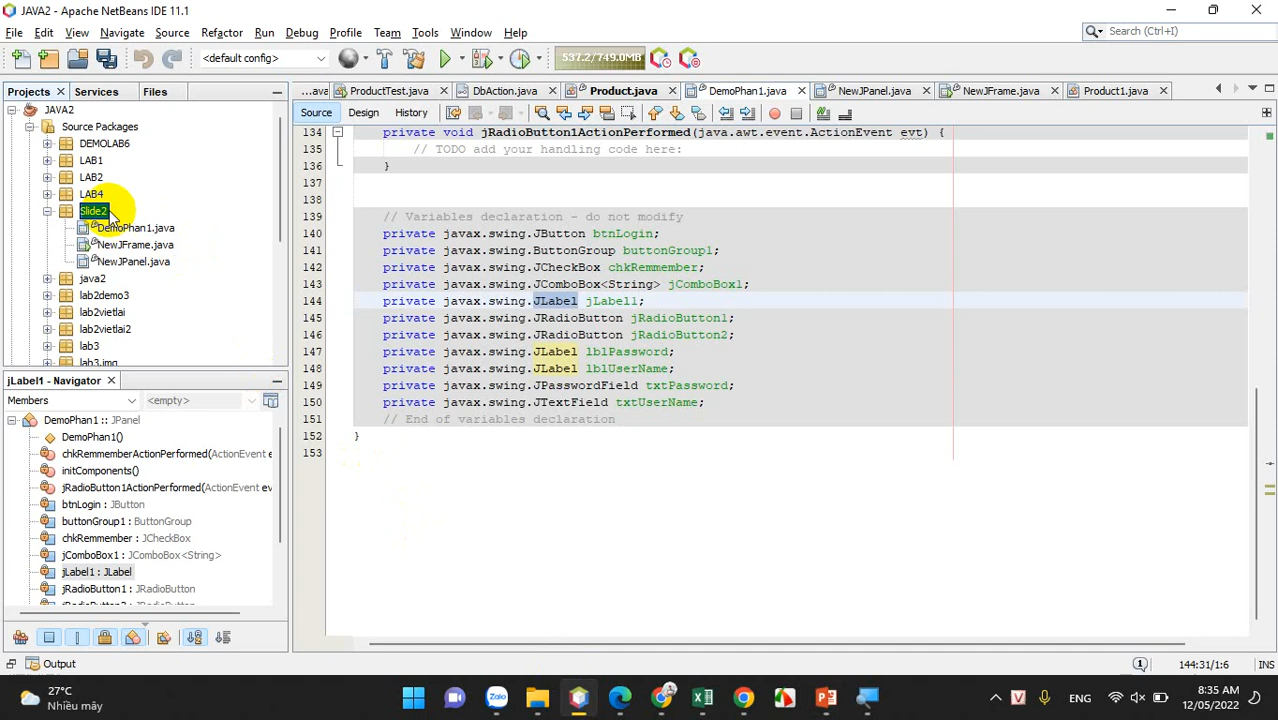 JAVA2 - Apache NetBeans IDE 11.1
File Edit View Navigate Source Refactor Run Debug Profile Team Tools Window Help
Search (Ctrl+I)
<default config>
537.2/749.0MB
Projects Services Files
...ava ProductTest.java DbAction.java Product.java DemoPhan1.java NewJPanel.java NewJFrame.java Product1.java
Source Design History
JAVA2
Source Packages
DEMOLAB6
LAB1
LAB2
LAB4
Slide2
DemoPhan1.java
NewJFrame.java
NewJPanel.java
java2
lab2demo3
lab2vietlai
lab2vietlai2
lab3
lab3.img
134 private void jRadioButton1ActionPerformed(java.awt.event.ActionEvent evt) {
135 // TODO add your handling code here:
136 }
137
138
139 // Variables declaration - do not modify
140 private javax.swing.JButton btnLogin;
141 private javax.swing.ButtonGroup buttonGroup1;
142 private javax.swing.JCheckBox chkRemmember;
143 private javax.swing.JComboBox<String> jComboBox1;
144 private javax.swing.JLabel jLabel1;
145 private javax.swing.JRadioButton jRadioButton1;
146 private javax.swing.JRadioButton jRadioButton2;
147 private javax.swing.JLabel lblPassword;
148 private javax.swing.JLabel lblUserName;
149 private javax.swing.JPasswordField txtPassword;
150 private javax.swing.JTextField txtUserName;
151 // End of variables declaration
152 }
153
jLabel1 - Navigator
Members <empty>
DemoPhan1 :: JPanel
DemoPhan1()
chkRemmemberActionPerformed(ActionEvent e
initComponents()
jRadioButton1ActionPerformed(ActionEvent ev
btnLogin : JButton
buttonGroup1 : ButtonGroup
chkRemmember : JCheckBox
jComboBox1 : JComboBox<String>
jLabel1 : JLabel
jRadioButton1 : JRadioButton
jRadioButton2 : JRadioButton
Output
1
144:31/1:6 INS
27°C
Nhiều mây
Zalo
V
ENG
8:35 AM
12/05/2022